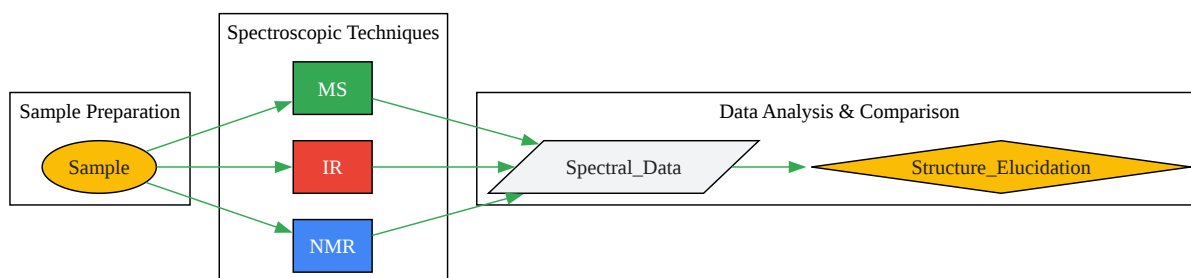 Sample Preparation
Sample
Spectroscopic Techniques
MS
IR
NMR
Data Analysis & Comparison
Spectral_Data
Structure_Elucidation